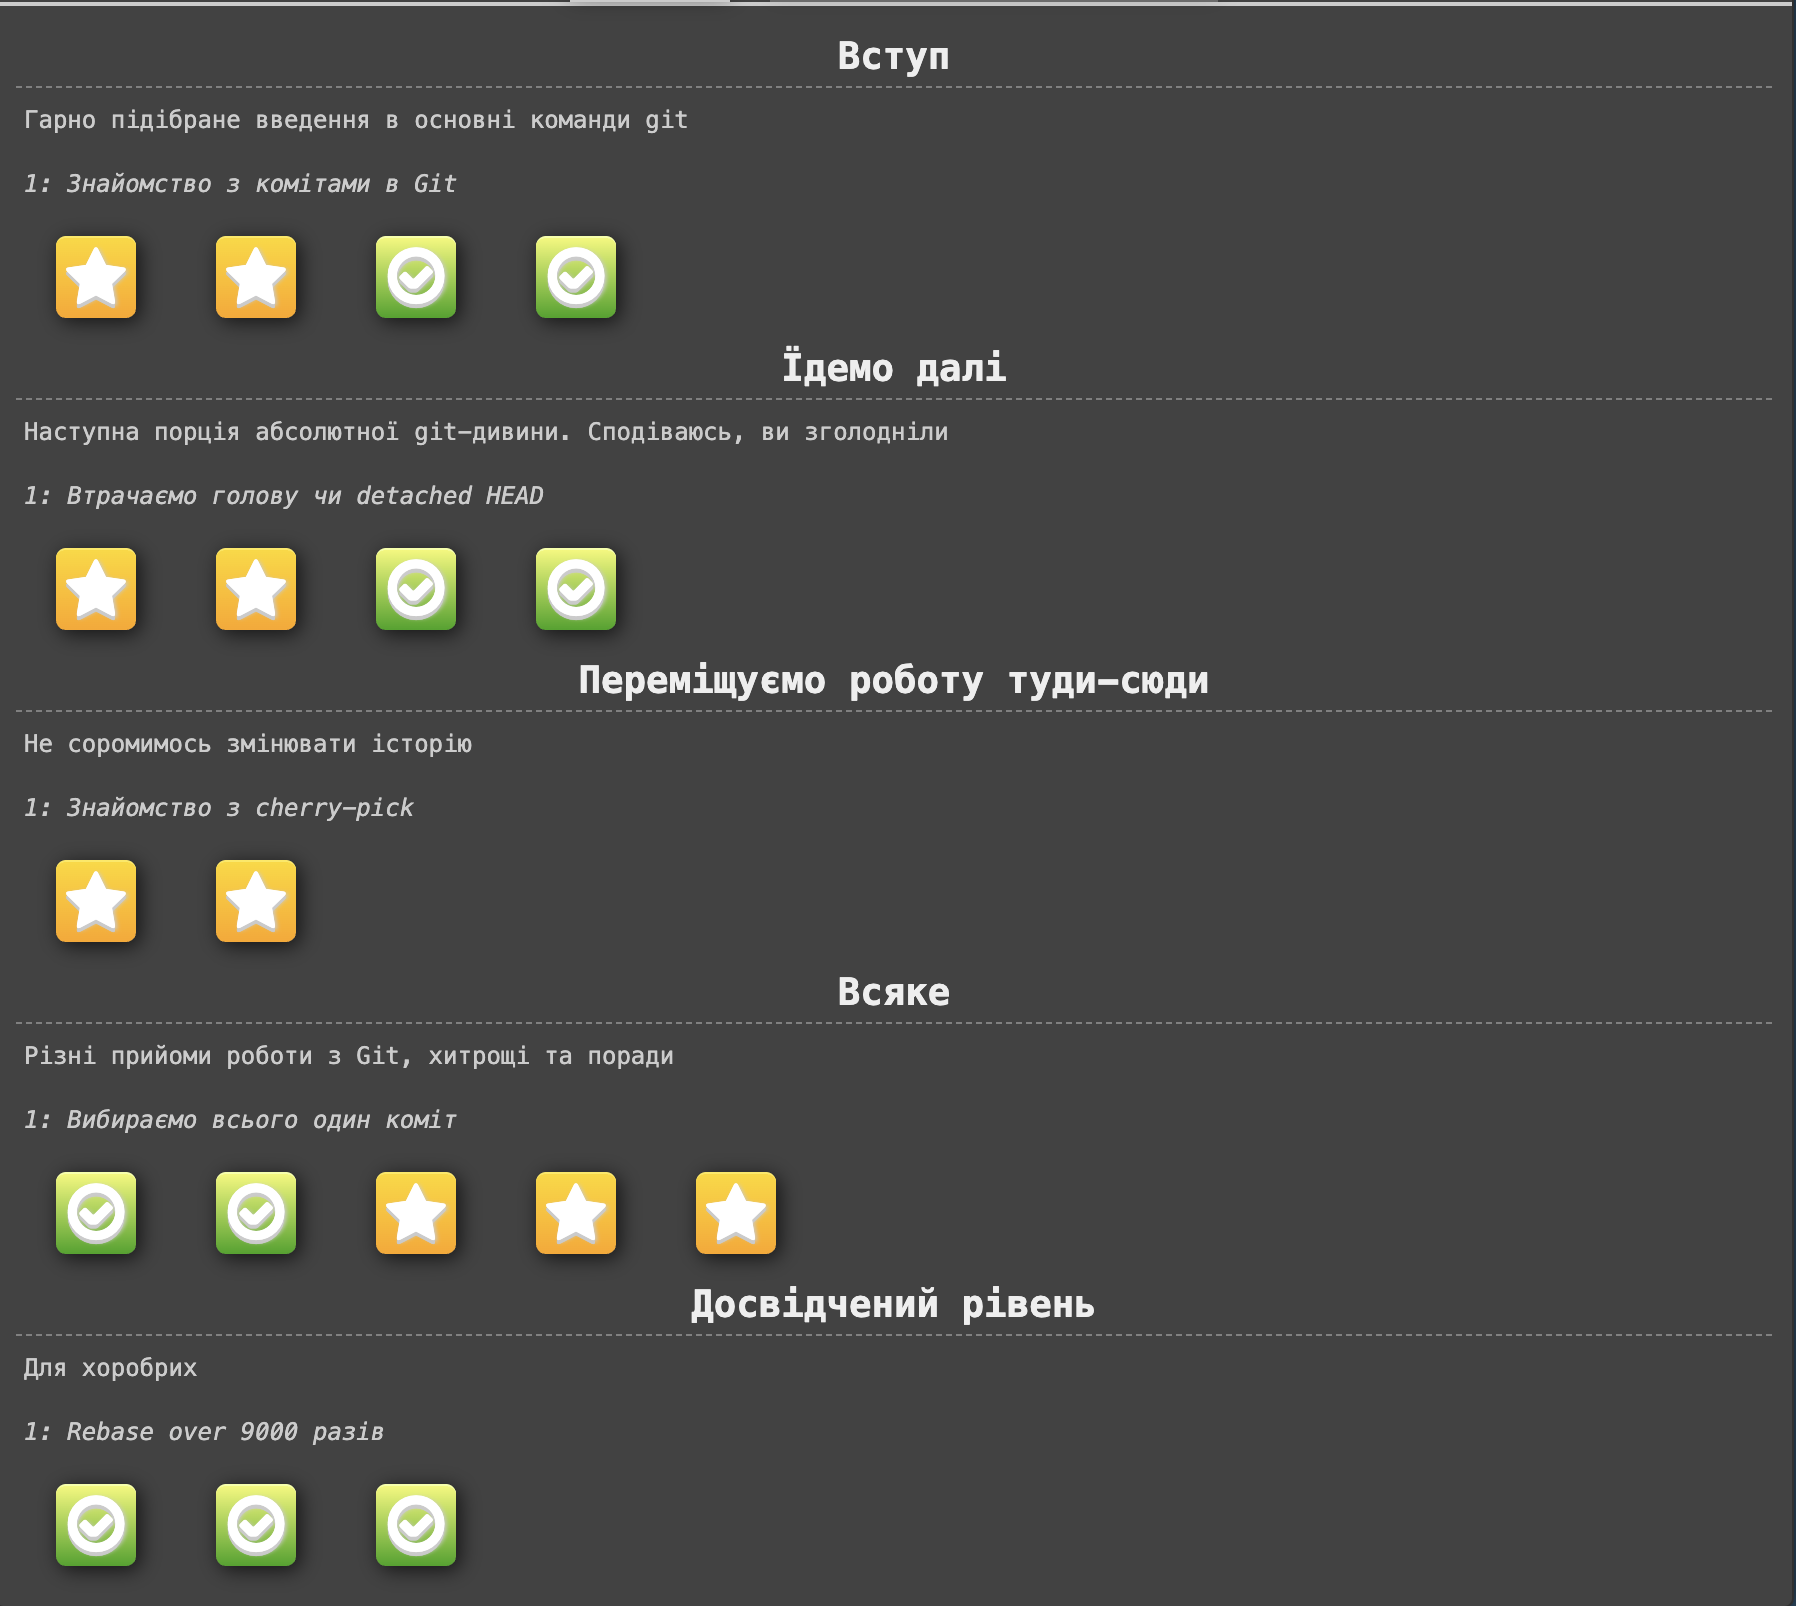 Вступ
Гарно підібране введення в основні команди git
1: Знайомство з комітами в Git
Їдемо далі
Наступна порція абсолютної git-дивини. Сподіваюсь, ви зголодніли
1: Втрачаємо голову чи detached HEAD
Переміщуємо роботу туди-сюди
Не соромимось змінювати історію
1: Знайомство з cherry-pick
Всяке
Різні прийоми роботи з Git, хитрощі та поради
1: Вибираємо всього один коміт
Досвідчений рівень
Для хоробрих
1: Rebase over 9000 разів